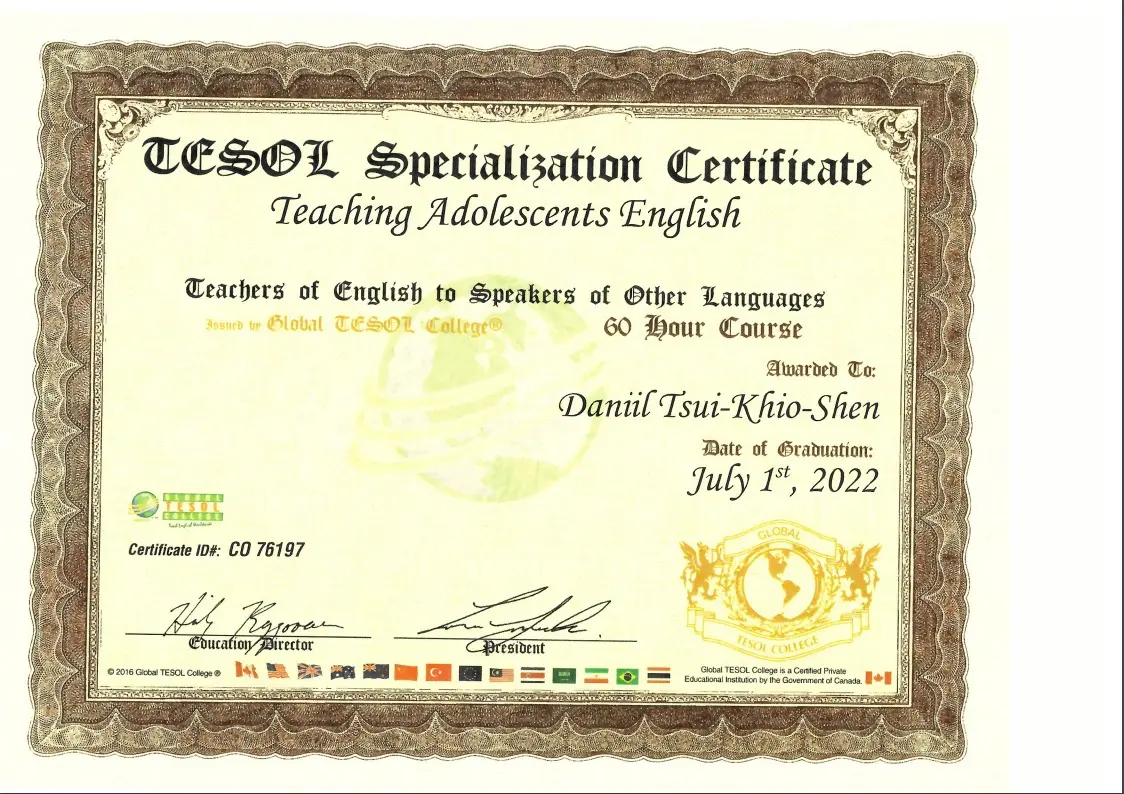 TESOL Specialization Certificate
Teaching Adolescents English
Teachers of English to Speakers of Other Languages
Issued by Global TESOL College® 60 Hour Course
Awarded To:
Daniil Tsui-Khio-Shen
Date of Graduation:
July 1st, 2022
GLOBAL
TESOL
COLLEGE
Teach English Worldwide
Certificate ID#: CO 76197
GLOBAL
TESOL COLLEGE
Education Director
President
© 2016 Global TESOL College ®
Global TESOL College is a Certified Private
Educational Institution by the Government of Canada.